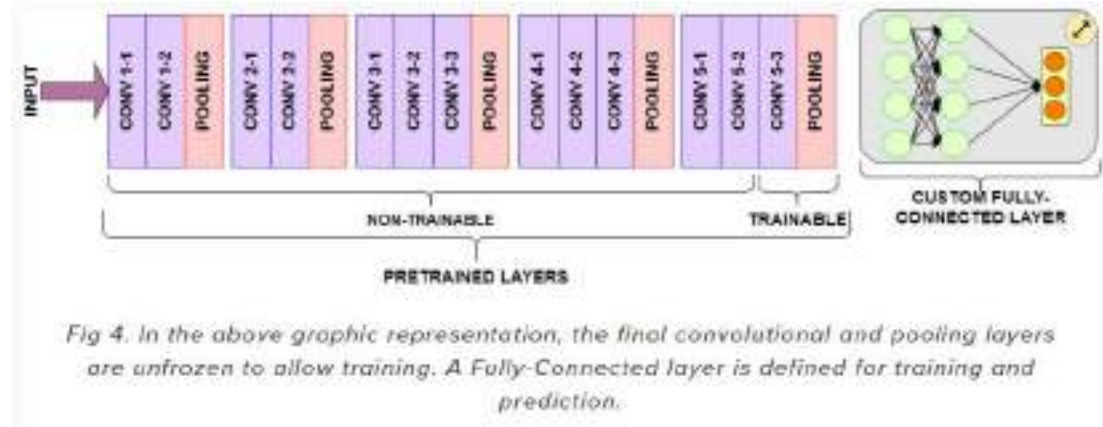 INPUT
CONV 1-1
CONV 1-2
POOLING
CONV 2-1
CONV 2-2
POOLING
CONV 3-1
CONV 3-2
CONV 3-3
POOLING
CONV 4-1
CONV 4-2
CONV 4-3
POOLING
CONV 5-1
CONV 5-2
CONV 5-3
POOLING
NON-TRAINABLE
TRAINABLE
CUSTOM FULLY-
CONNECTED LAYER
PRETRAINED LAYERS
Fig 4. In the above graphic representation, the final convolutional and pooling layers
are unfrozen to allow training. A Fully-Connected layer is defined for training and
prediction.